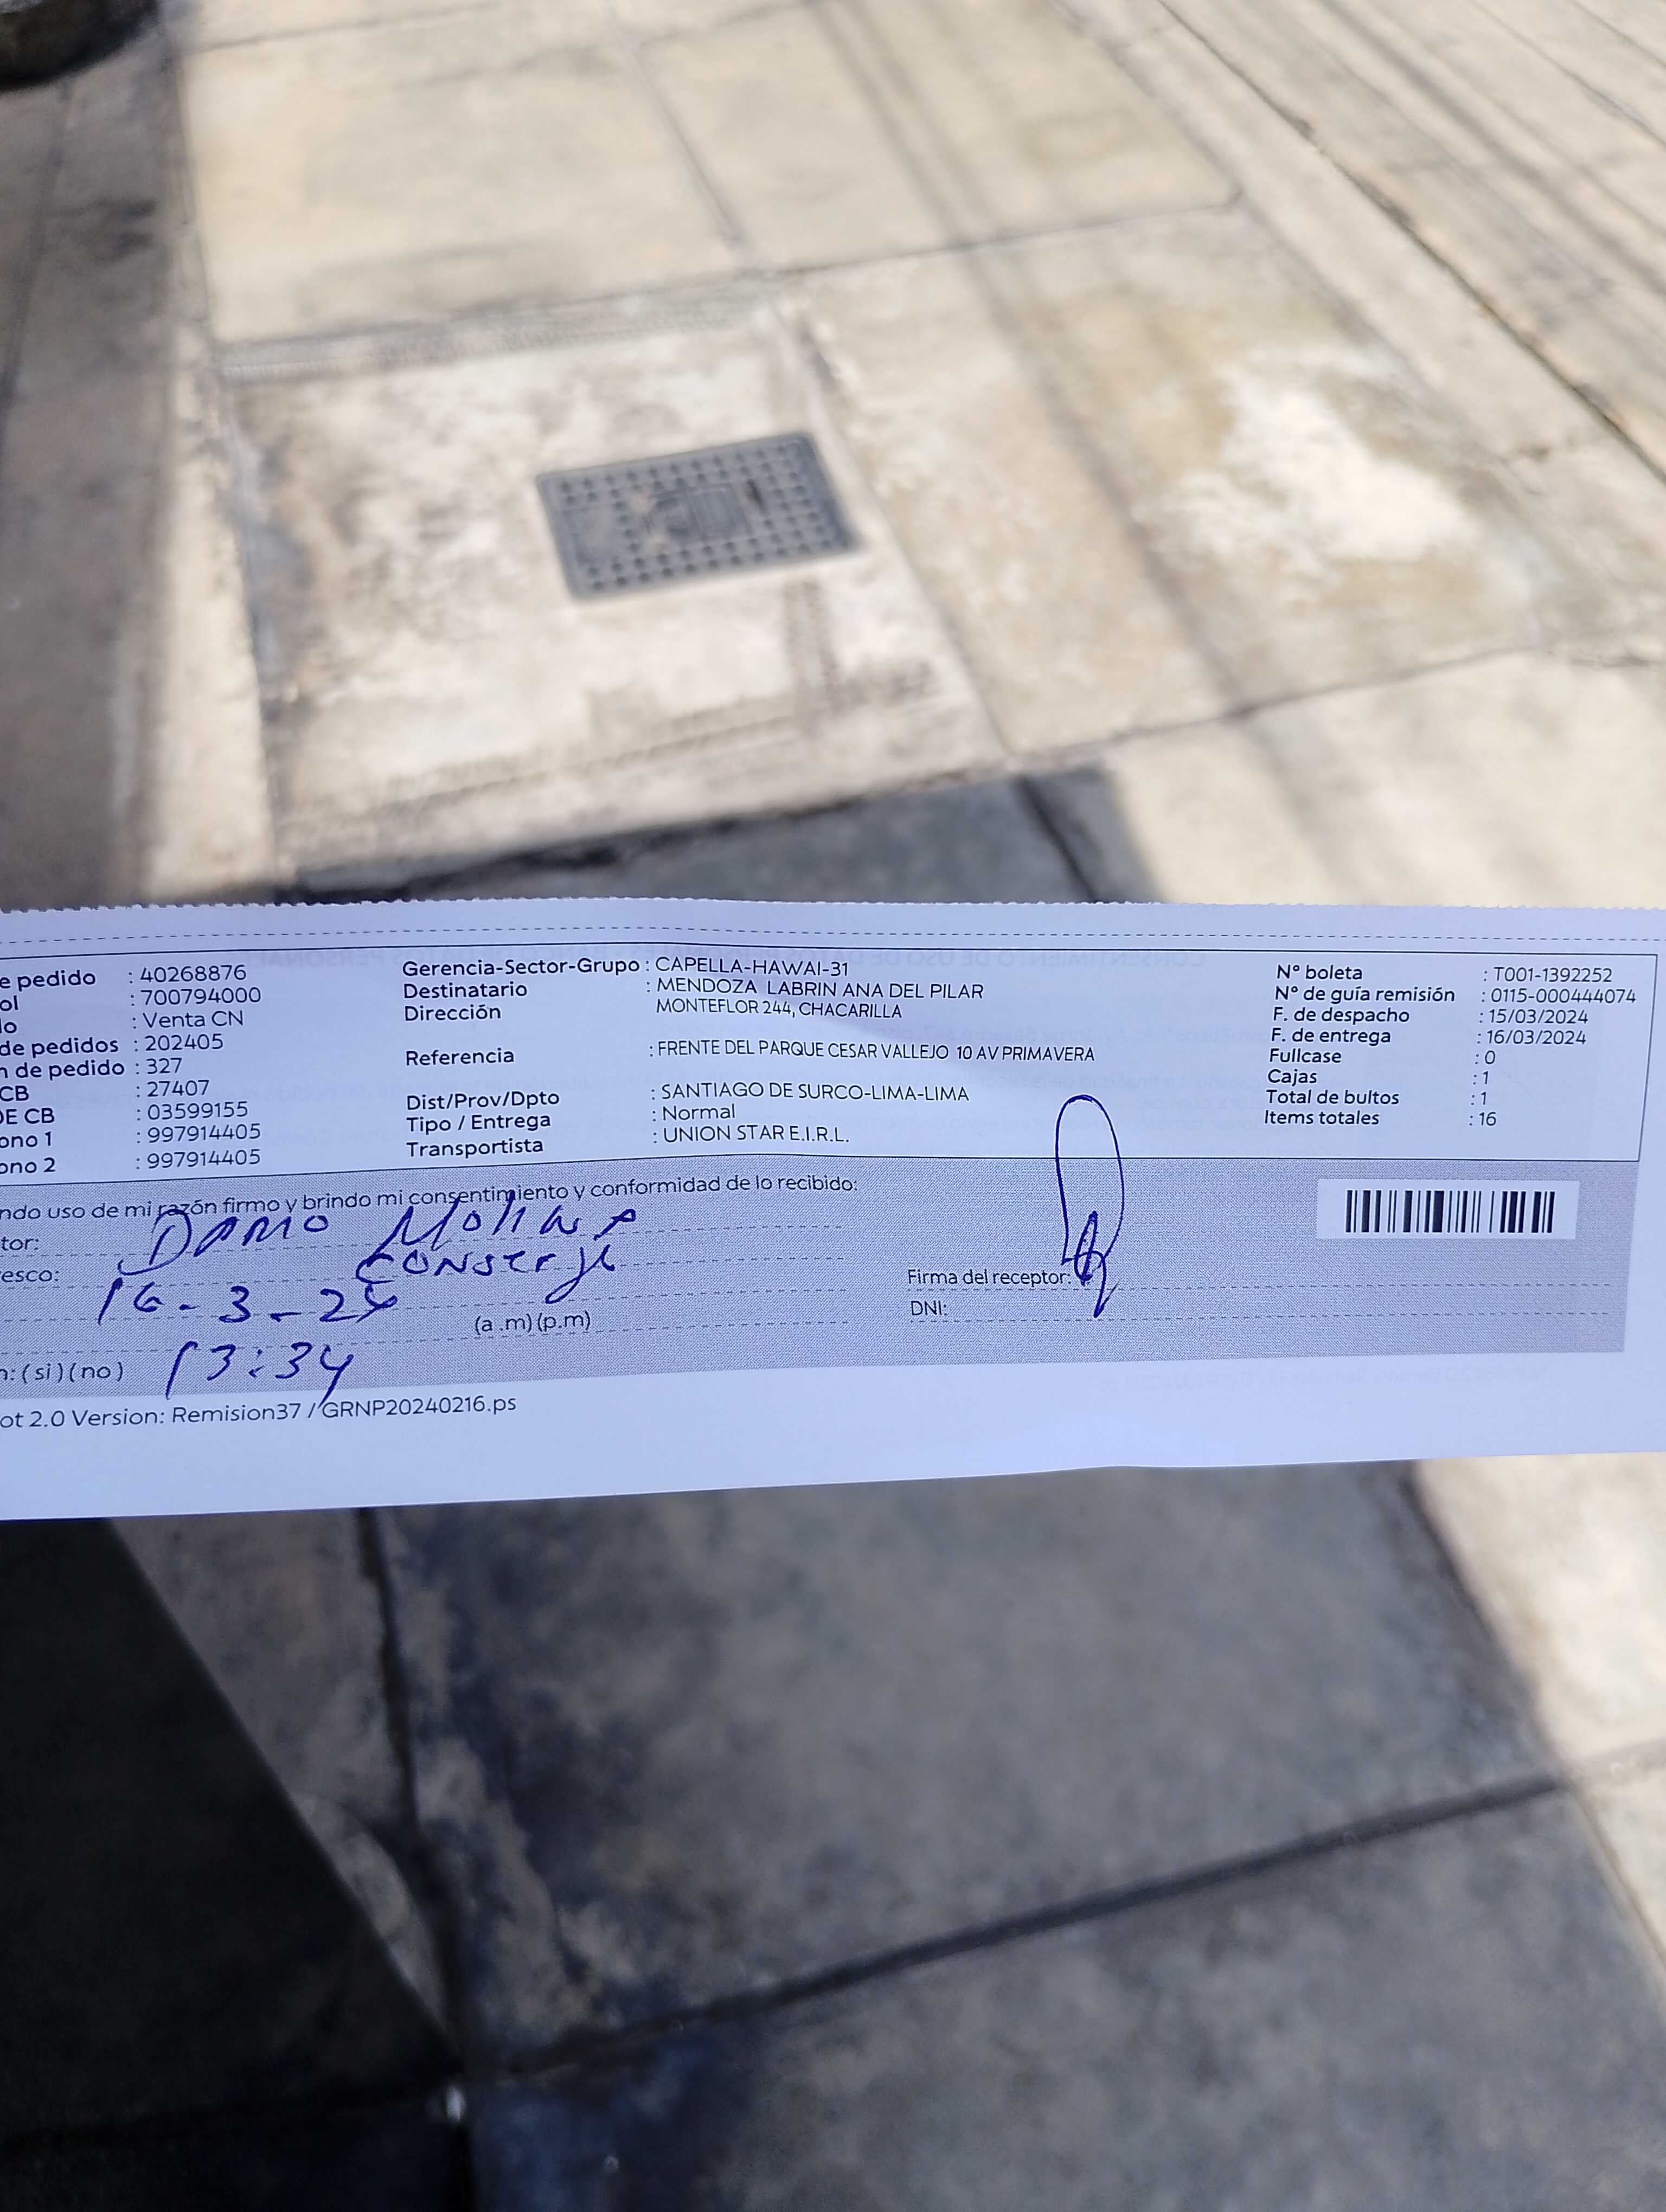 e pedido : 40268876
ol : 700794000
lo : Venta CN
de pedidos : 202405
n de pedido : 327
CB : 27407
DE CB : 03599155
ono 1 : 997914405
ono 2 : 997914405
Gerencia-Sector-Grupo : CAPELLA-HAWAI-31
Destinatario : MENDOZA LABRIN ANA DEL PILAR
Dirección MONTEFLOR 244, CHACARILLA
Referencia : FRENTE DEL PARQUE CESAR VALLEJO 10 AV PRIMAVERA
Dist/Prov/Dpto : SANTIAGO DE SURCO-LIMA-LIMA
Tipo / Entrega : Normal
Transportista : UNION STAR E.I.R.L.
N° boleta : T001-1392252
N° de guía remisión : 0115-000444074
F. de despacho : 15/03/2024
F. de entrega : 16/03/2024
Fullcase : 0
Cajas : 1
Total de bultos : 1
Items totales : 16
ndo uso de mi razón firmo y brindo mi consentimiento y conformidad de lo recibido:
tor: Dario Molina
esco: Conserje
16-3-24 (a .m) (p.m)
n: (si) (no) 13:34
Firma del receptor:
DNI:
ot 2.0 Version: Remision37 / GRNP20240216.ps